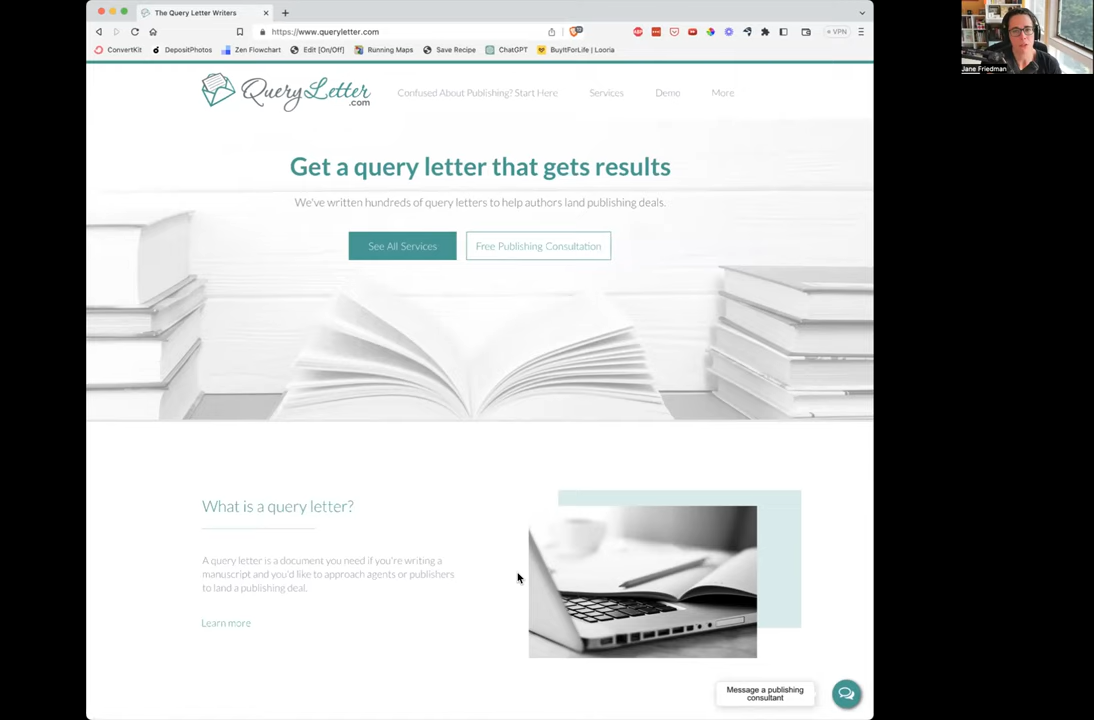 The Query Letter Writers
https://www.queryletter.com
VPN
ConvertKit
DepositPhotos
Zen Flowchart
Edit [On/Off]
Running Maps
Save Recipe
ChatGPT
BuyItForLife | Looria
QueryLetter
.com
Confused About Publishing? Start Here
Services
Demo
More
Get a query letter that gets results
We've written hundreds of query letters to help authors land publishing deals.
See All Services
Free Publishing Consultation
What is a query letter?
A query letter is a document you need if you're writing a
manuscript and you'd like to approach agents or publishers
to land a publishing deal.
Learn more
Message a publishing
consultant
Jane Friedman